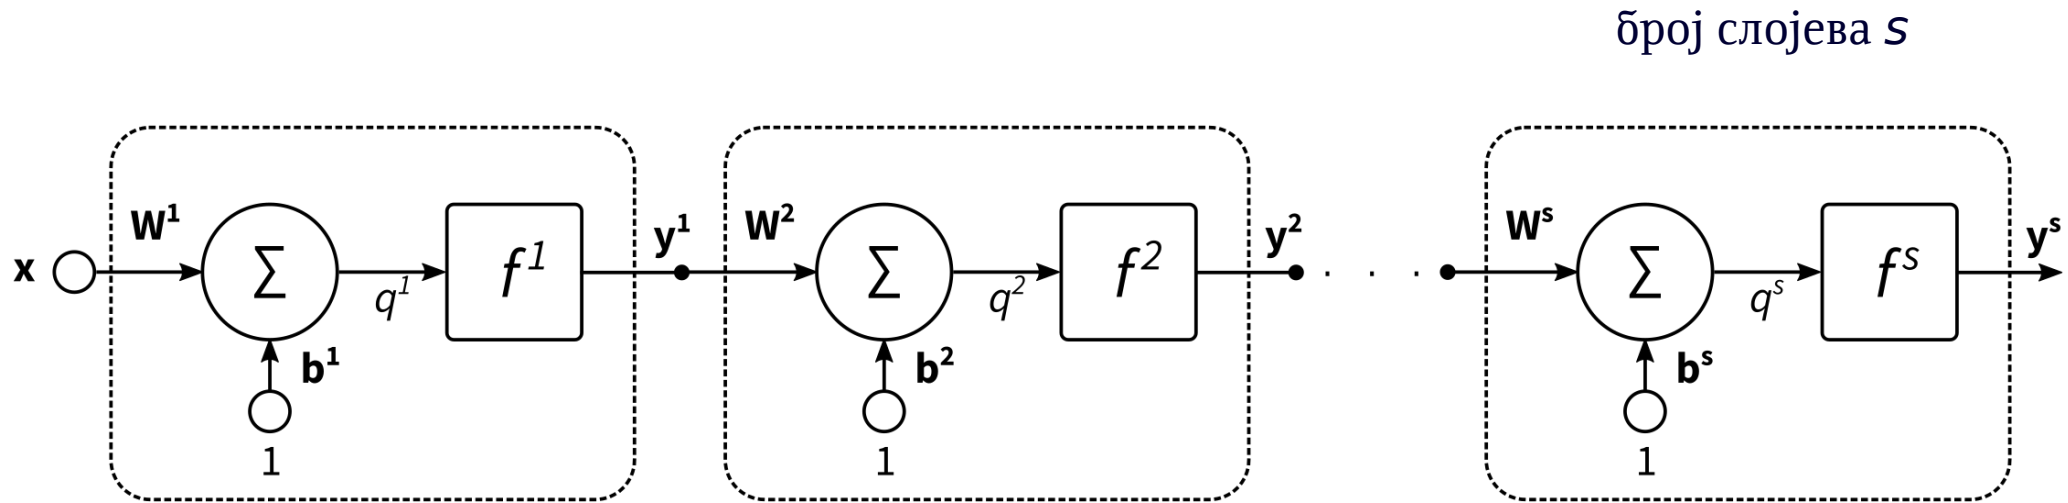 број слојева s
W¹ W² Wˢ
y¹ y² yˢ
x Σ f¹ Σ f² . . . Σ fˢ
q¹ q² qˢ
b¹ b² bˢ
1 1 1